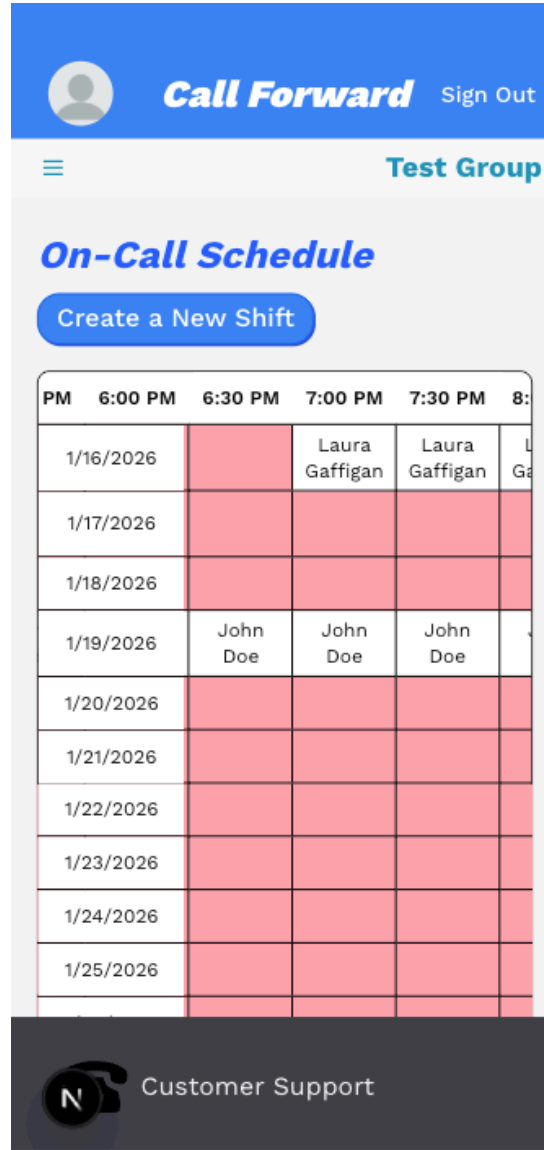 Call Forward Sign Out
Test Group
On-Call Schedule
Create a New Shift
PM 6:00 PM 6:30 PM 7:00 PM 7:30 PM 8:
1/16/2026 Laura Gaffigan Laura Gaffigan
1/17/2026
1/18/2026
1/19/2026 John Doe John Doe John Doe
1/20/2026
1/21/2026
1/22/2026
1/23/2026
1/24/2026
1/25/2026
N Customer Support